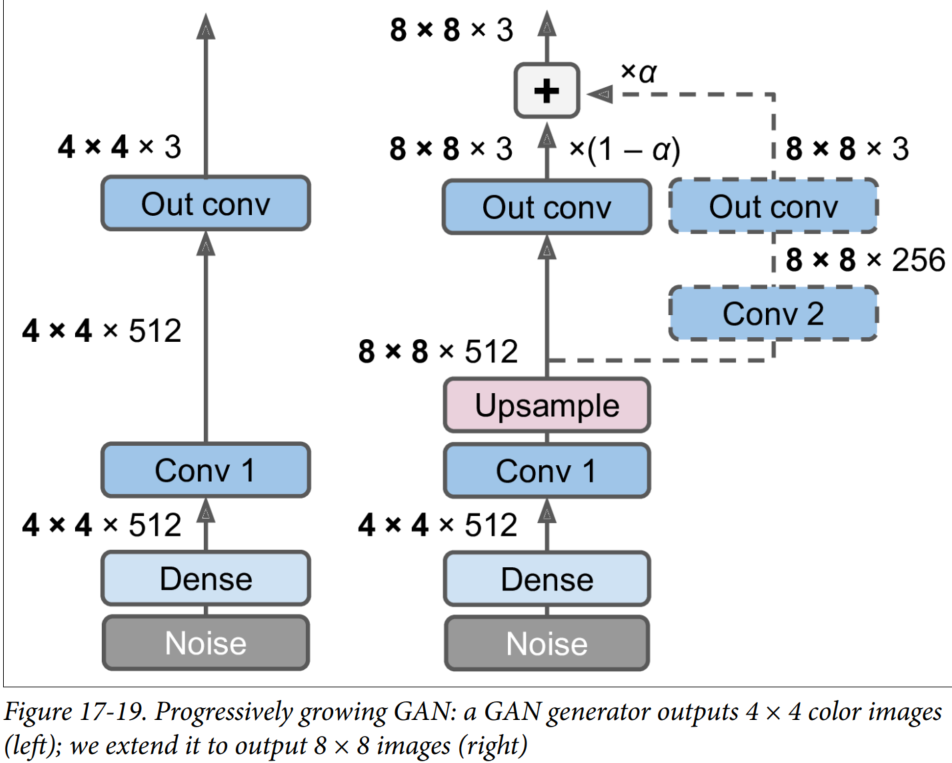 8 × 8 × 3
+
×α
4 × 4 × 3
8 × 8 × 3
×(1 – α)
8 × 8 × 3
Out conv
Out conv
Out conv
8 × 8 × 256
4 × 4 × 512
Conv 2
8 × 8 × 512
Upsample
Conv 1
Conv 1
4 × 4 × 512
4 × 4 × 512
Dense
Dense
Noise
Noise
Figure 17-19. Progressively growing GAN: a GAN generator outputs 4 × 4 color images
(left); we extend it to output 8 × 8 images (right)